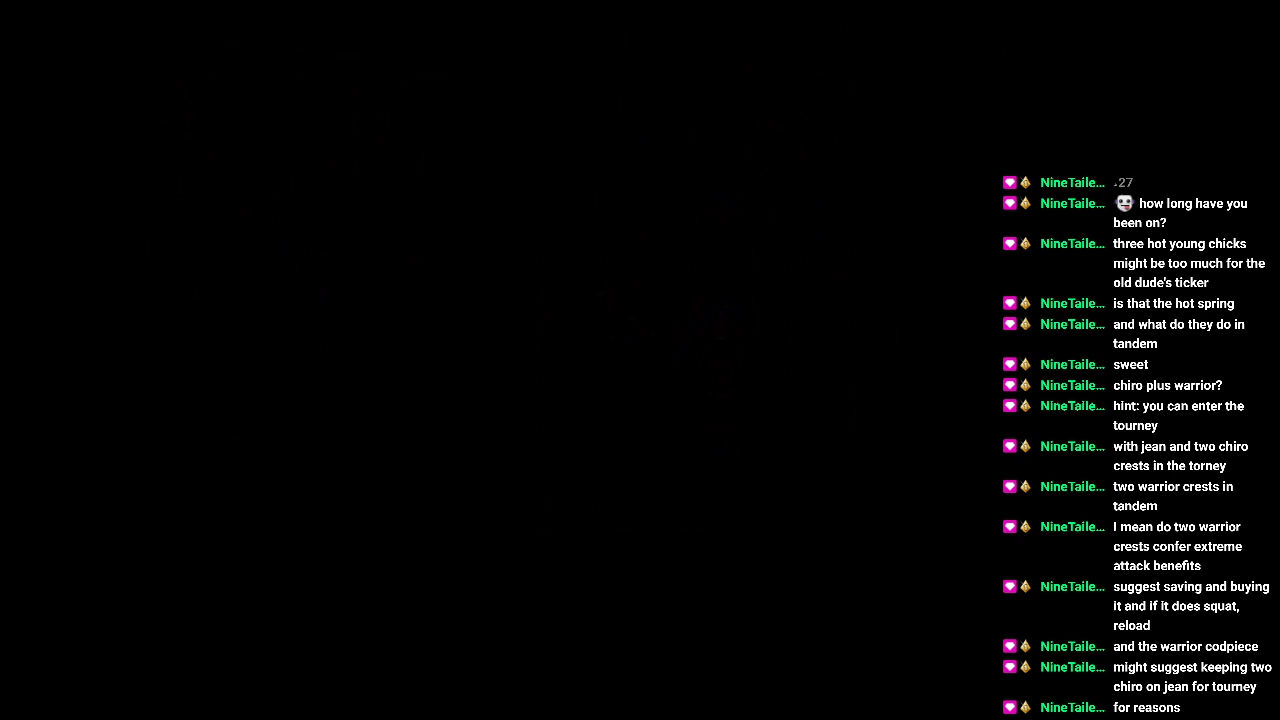 NineTaile... -27
NineTaile... how long have you
been on?
NineTaile... three hot young chicks
might be too much for the
old dude's ticker
NineTaile... is that the hot spring
NineTaile... and what do they do in
tandem
NineTaile... sweet
NineTaile... chiro plus warrior?
NineTaile... hint: you can enter the
tourney
NineTaile... with jean and two chiro
crests in the torney
NineTaile... two warrior crests in
tandem
NineTaile... I mean do two warrior
crests confer extreme
attack benefits
NineTaile... suggest saving and buying
it and if it does squat,
reload
NineTaile... and the warrior codpiece
NineTaile... might suggest keeping two
chiro on jean for tourney
NineTaile... for reasons